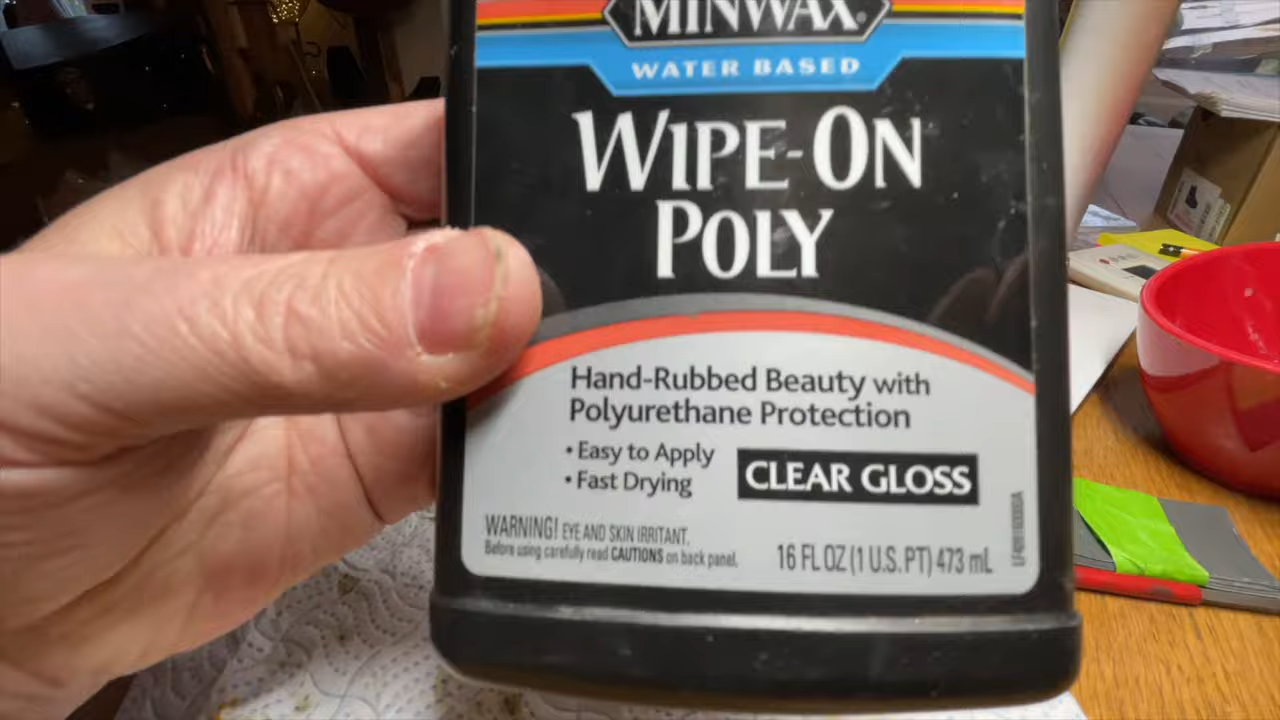 MINWAX®
WATER BASED
WIPE-ON
POLY
Hand-Rubbed Beauty with
Polyurethane Protection
• Easy to Apply
• Fast Drying
CLEAR GLOSS
WARNING! EYE AND SKIN IRRITANT.
Before using carefully read CAUTIONS on back panel.
16 FL OZ (1 U.S. PT) 473 mL